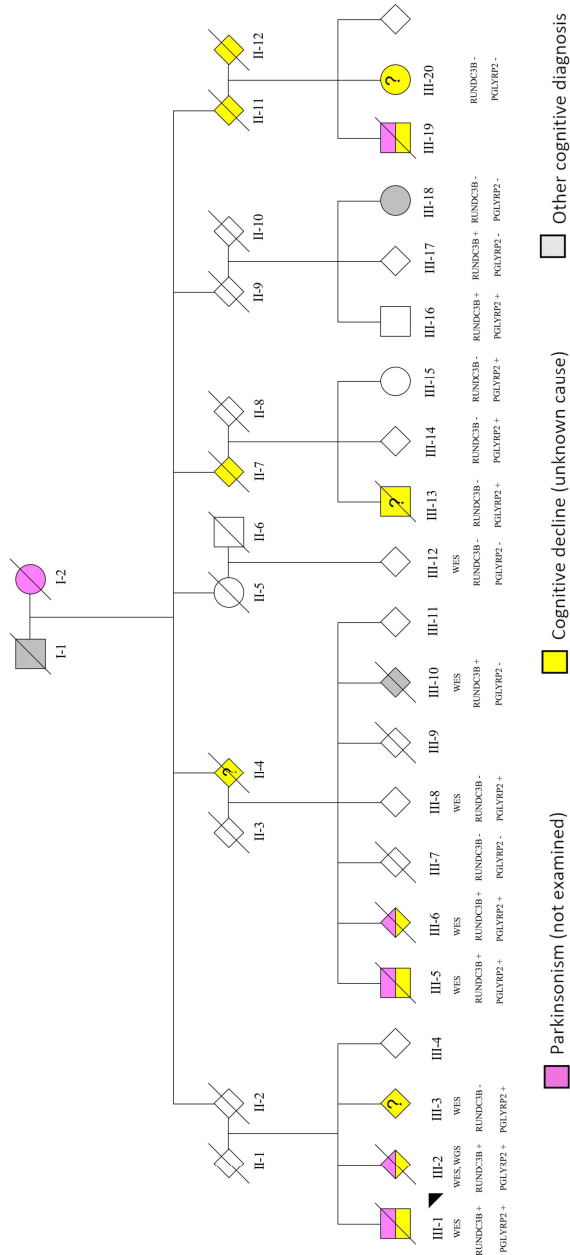 I-1 I-2
?
II-1 II-2 II-3 II-4 II-5 II-6 II-7 II-8 II-9 II-10 II-11 II-12
? ? ?
III-1 III-2 III-3 III-4 III-5 III-6 III-7 III-8 III-9 III-10 III-11 III-12 III-13 III-14 III-15 III-16 III-17 III-18 III-19 III-20
WES WES, WGS WES WES WES WES WES WES
RUNDC3B + RUNDC3B + RUNDC3B - RUNDC3B + RUNDC3B + RUNDC3B - RUNDC3B - RUNDC3B + RUNDC3B - RUNDC3B - RUNDC3B - RUNDC3B - RUNDC3B + RUNDC3B + RUNDC3B - RUNDC3B -
PGLYRP2 + PGLYRP2 + PGLYRP2 + PGLYRP2 + PGLYRP2 + PGLYRP2 - PGLYRP2 + PGLYRP2 - PGLYRP2 - PGLYRP2 + PGLYRP2 + PGLYRP2 + PGLYRP2 + PGLYRP2 - PGLYRP2 - PGLYRP2 -
Parkinsonism (not examined) Cognitive decline (unknown cause) Other cognitive diagnosis